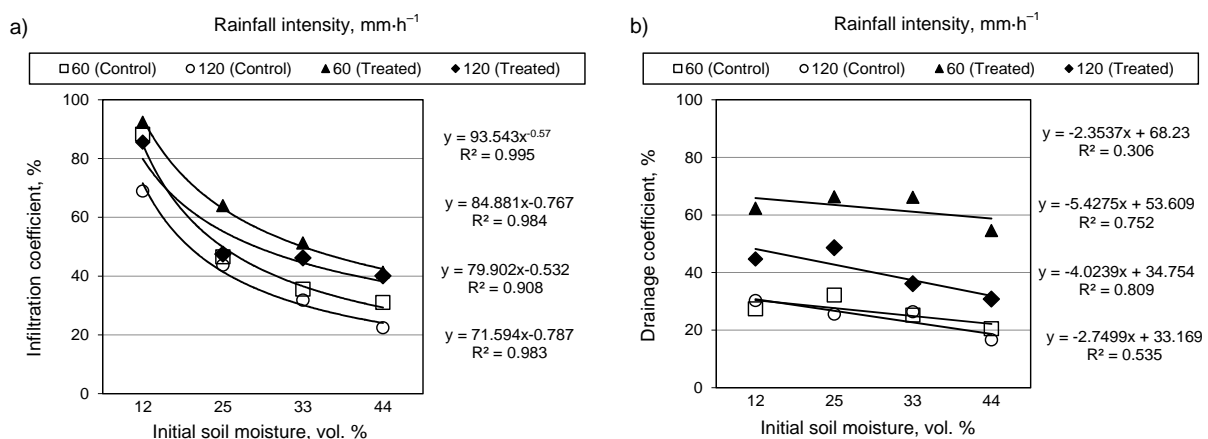 a)
Rainfall intensity, mm·h⁻¹
60 (Control) 120 (Control) 60 (Treated) 120 (Treated)
Infiltration coefficient, %
100
80
60
40
20
0
12 25 33 44
Initial soil moisture, vol. %
y = 93.543x⁻⁰·⁵⁷
R² = 0.995
y = 84.881x-0.767
R² = 0.984
y = 79.902x-0.532
R² = 0.908
y = 71.594x-0.787
R² = 0.983
b)
Rainfall intensity, mm·h⁻¹
60 (Control) 120 (Control) 60 (Treated) 120 (Treated)
Drainage coefficient, %
100
80
60
40
20
0
12 25 33 44
Initial soil moisture, vol. %
y = -2.3537x + 68.23
R² = 0.306
y = -5.4275x + 53.609
R² = 0.752
y = -4.0239x + 34.754
R² = 0.809
y = -2.7499x + 33.169
R² = 0.535